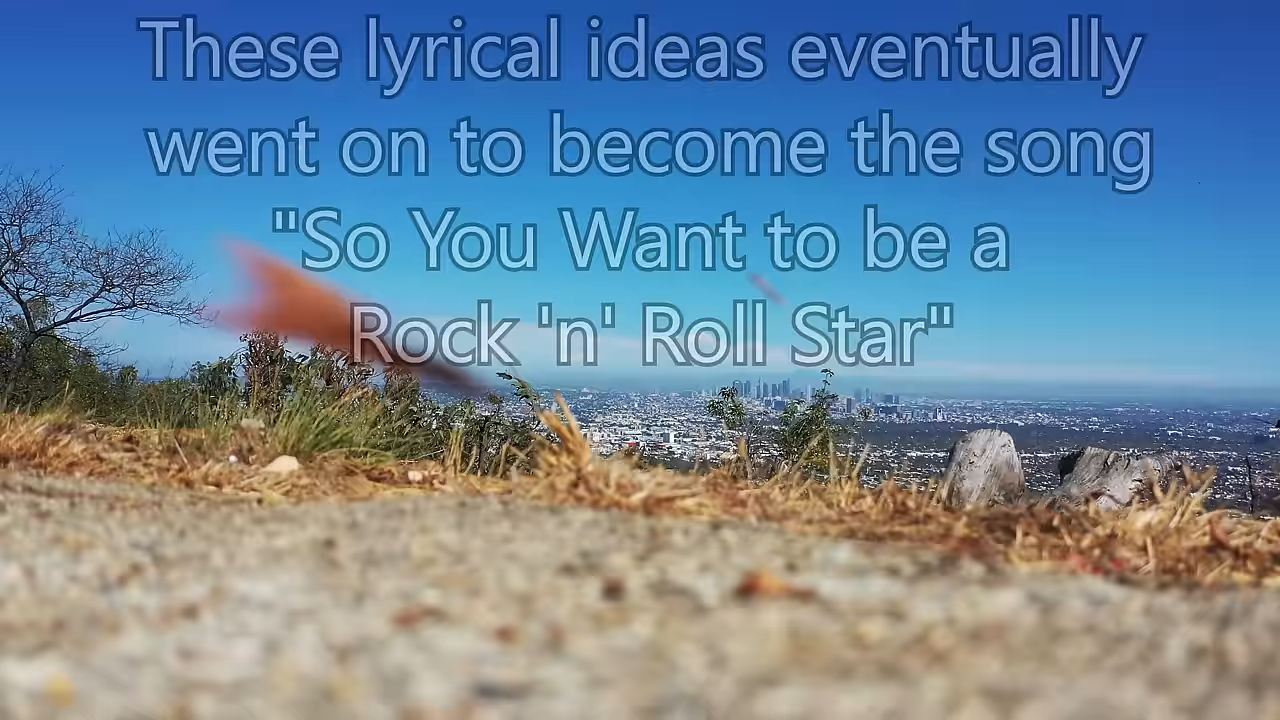 These lyrical ideas eventually
went on to become the song
"So You Want to be a
Rock 'n' Roll Star"